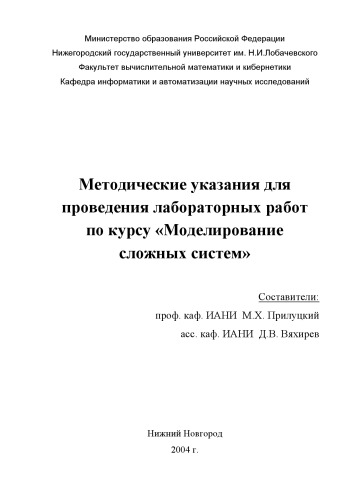 Министерство образования Российской Федерации
Нижегородский государственный университет им. Н.И.Лобачевского
Факультет вычислительной математики и кибернетики
Кафедра информатики и автоматизации научных исследований
Методические указания для
проведения лабораторных работ
по курсу «Моделирование
сложных систем»
Составители:
проф. каф. ИАНИ М.Х. Прилуцкий
асс. каф. ИАНИ Д.В. Вяхирев
Нижний Новгород
2004 г.